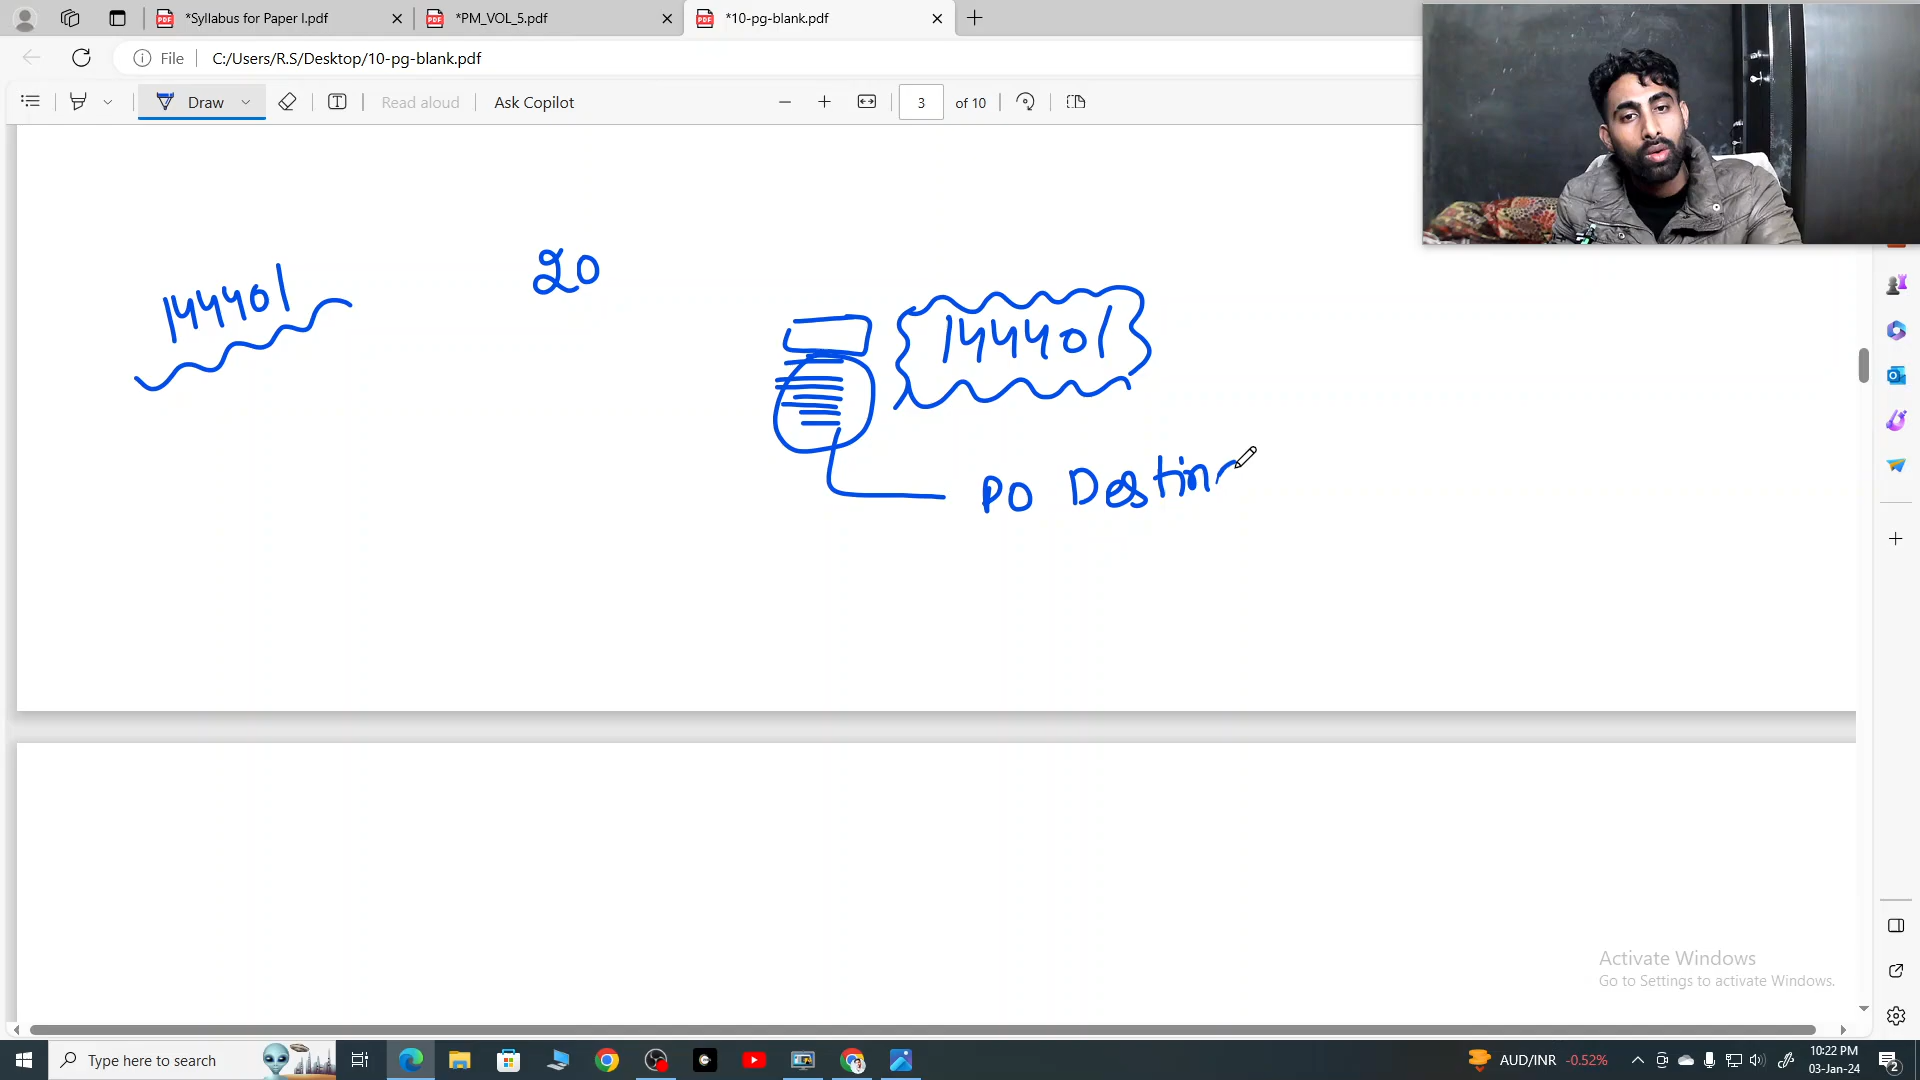 *Syllabus for Paper I.pdf
*PM_VOL_5.pdf
*10-pg-blank.pdf
File
C:/Users/R.S/Desktop/10-pg-blank.pdf
Draw
Read aloud
Ask Copilot
3
of 10
144401
20
144401
PO Destin
Activate Windows
Go to Settings to activate Windows.
Type here to search
AUD/INR -0.52%
10:22 PM
03-Jan-24
2